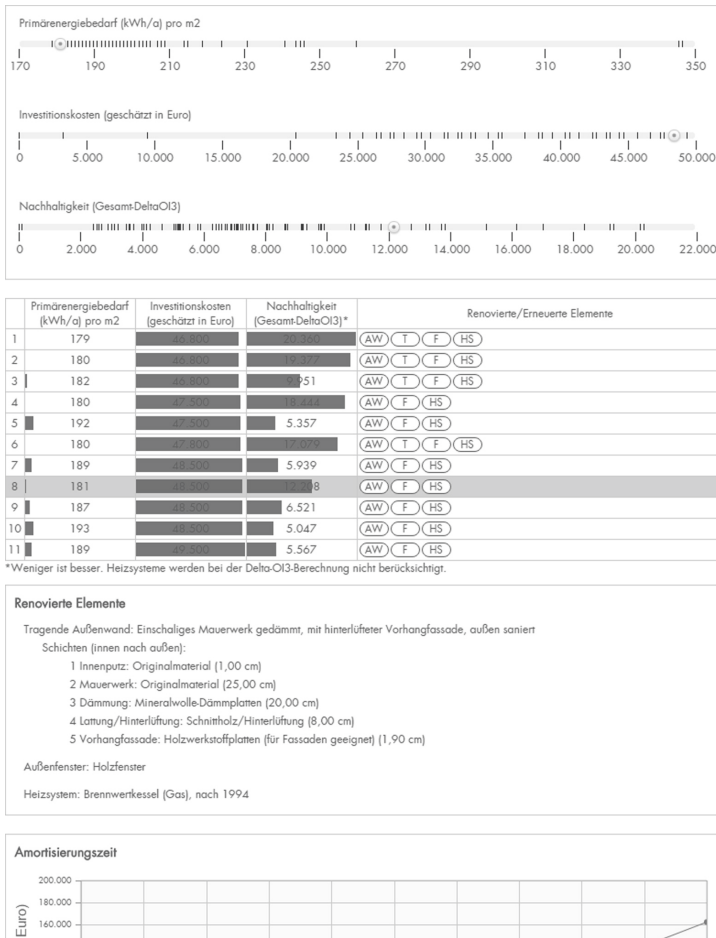 Primärenergiebedarf (kWh/a) pro m2
170 190 210 230 250 270 290 310 330 350
Investitionskosten (geschätzt in Euro)
0 5.000 10.000 15.000 20.000 25.000 30.000 35.000 40.000 45.000 50.000
Nachhaltigkeit (Gesamt-DeltaOI3)
0 2.000 4.000 6.000 8.000 10.000 12.000 14.000 16.000 18.000 20.000 22.000
Primärenergiebedarf Investitionskosten Nachhaltigkeit Renovierte/Erneuerte Elemente
(kWh/a) pro m2 (geschätzt in Euro) (Gesamt-DeltaOI3)*
1 179 46.800 20.360 AW T F HS
2 180 46.800 19.377 AW T F HS
3 182 46.800 9.951 AW T F HS
4 180 47.500 18.444 AW F HS
5 192 47.500 5.357 AW F HS
6 180 47.800 17.079 AW T F HS
7 189 48.500 5.939 AW F HS
8 181 48.500 12.208 AW F HS
9 187 48.500 6.521 AW F HS
10 193 48.500 5.047 AW F HS
11 189 49.500 5.567 AW F HS
*Weniger ist besser. Heizsysteme werden bei der Delta-OI3-Berechnung nicht berücksichtigt.
Renovierte Elemente
Tragende Außenwand: Einschaliges Mauerwerk gedämmt, mit hinterlüfteter Vorhangfassade, außen saniert
Schichten (innen nach außen):
1 Innenputz: Originalmaterial (1,00 cm)
2 Mauerwerk: Originalmaterial (25,00 cm)
3 Dämmung: Mineralwolle-Dämmplatten (20,00 cm)
4 Lattung/Hinterlüftung: Schnittholz/Hinterlüftung (8,00 cm)
5 Vorhangfassade: Holzwerkstoffplatten (für Fassaden geeignet) (1,90 cm)
Außenfenster: Holzfenster
Heizsystem: Brennwertkessel (Gas), nach 1994
Amortisierungszeit
200.000
180.000
160.000
Euro)